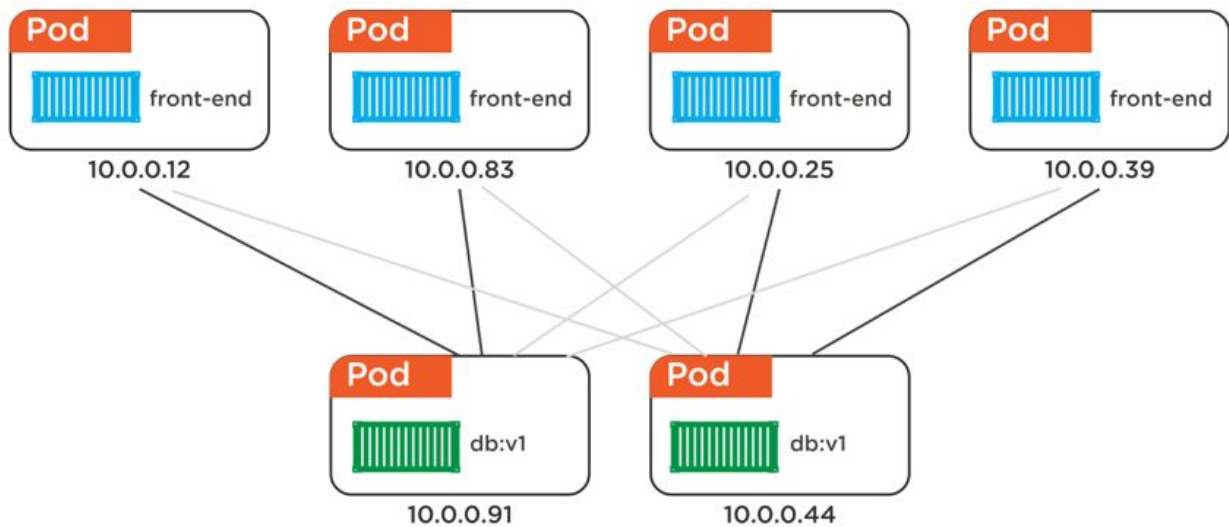 Pod
front-end
10.0.0.12
Pod
front-end
10.0.0.83
Pod
front-end
10.0.0.25
Pod
front-end
10.0.0.39
Pod
db:v1
10.0.0.91
Pod
db:v1
10.0.0.44